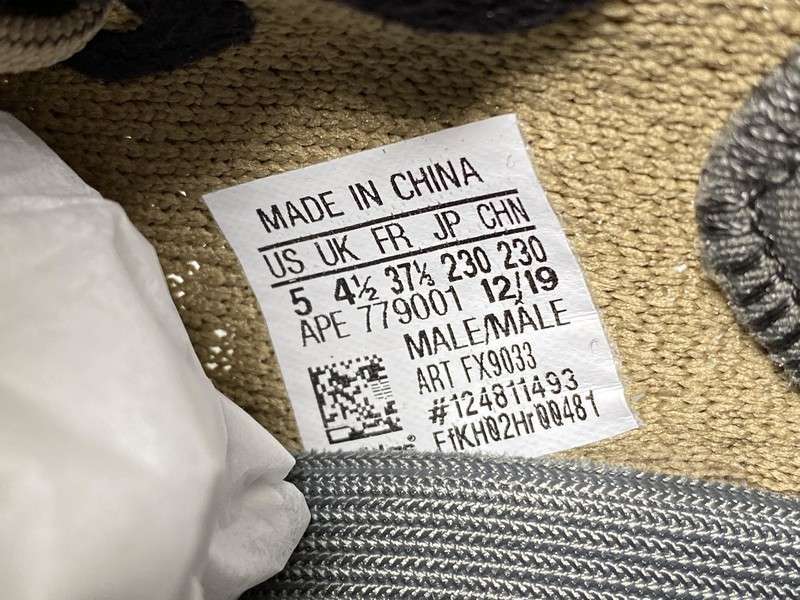 MADE IN CHINA
US UK FR JP CHN
5 4½ 37⅓ 230 230
APE 779001 12/19
MALE/MÂLE
ART FX9033
#124811493
EfKHQ2HrQQ481